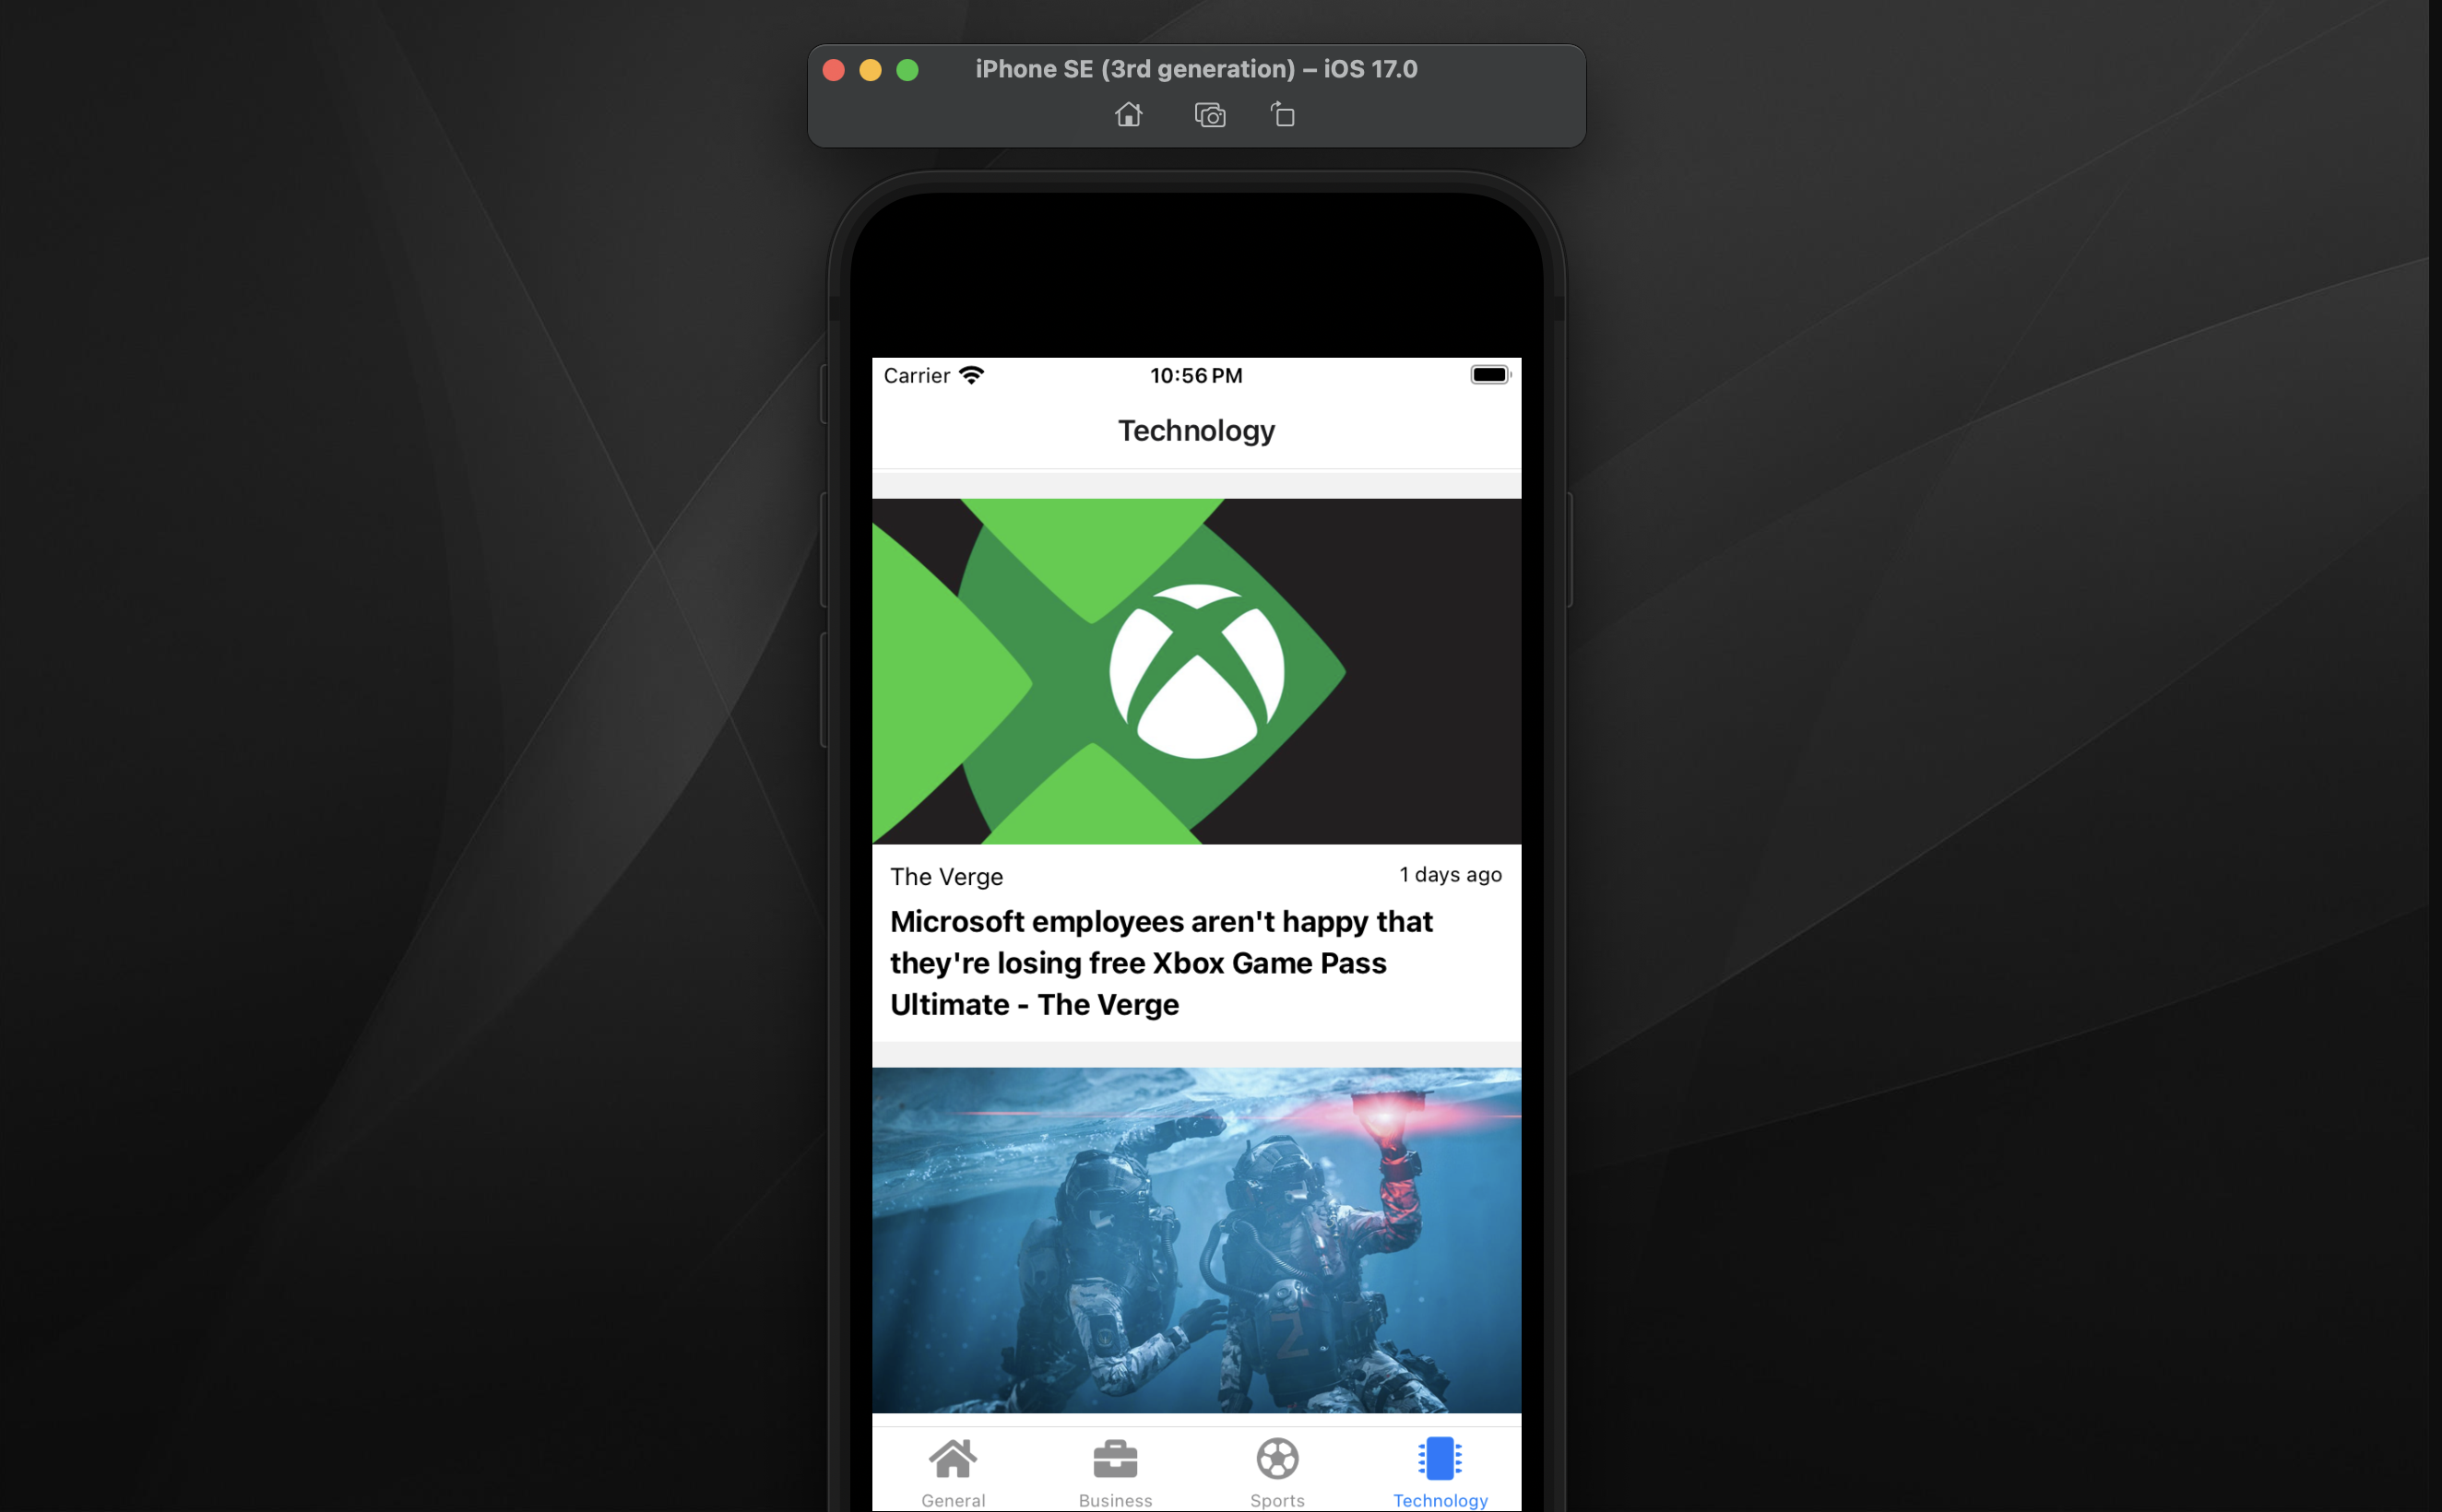 iPhone SE (3rd generation) – iOS 17.0
Carrier 10:56 PM
Technology
The Verge 1 days ago
Microsoft employees aren't happy that
they're losing free Xbox Game Pass
Ultimate - The Verge
General Business Sports Technology